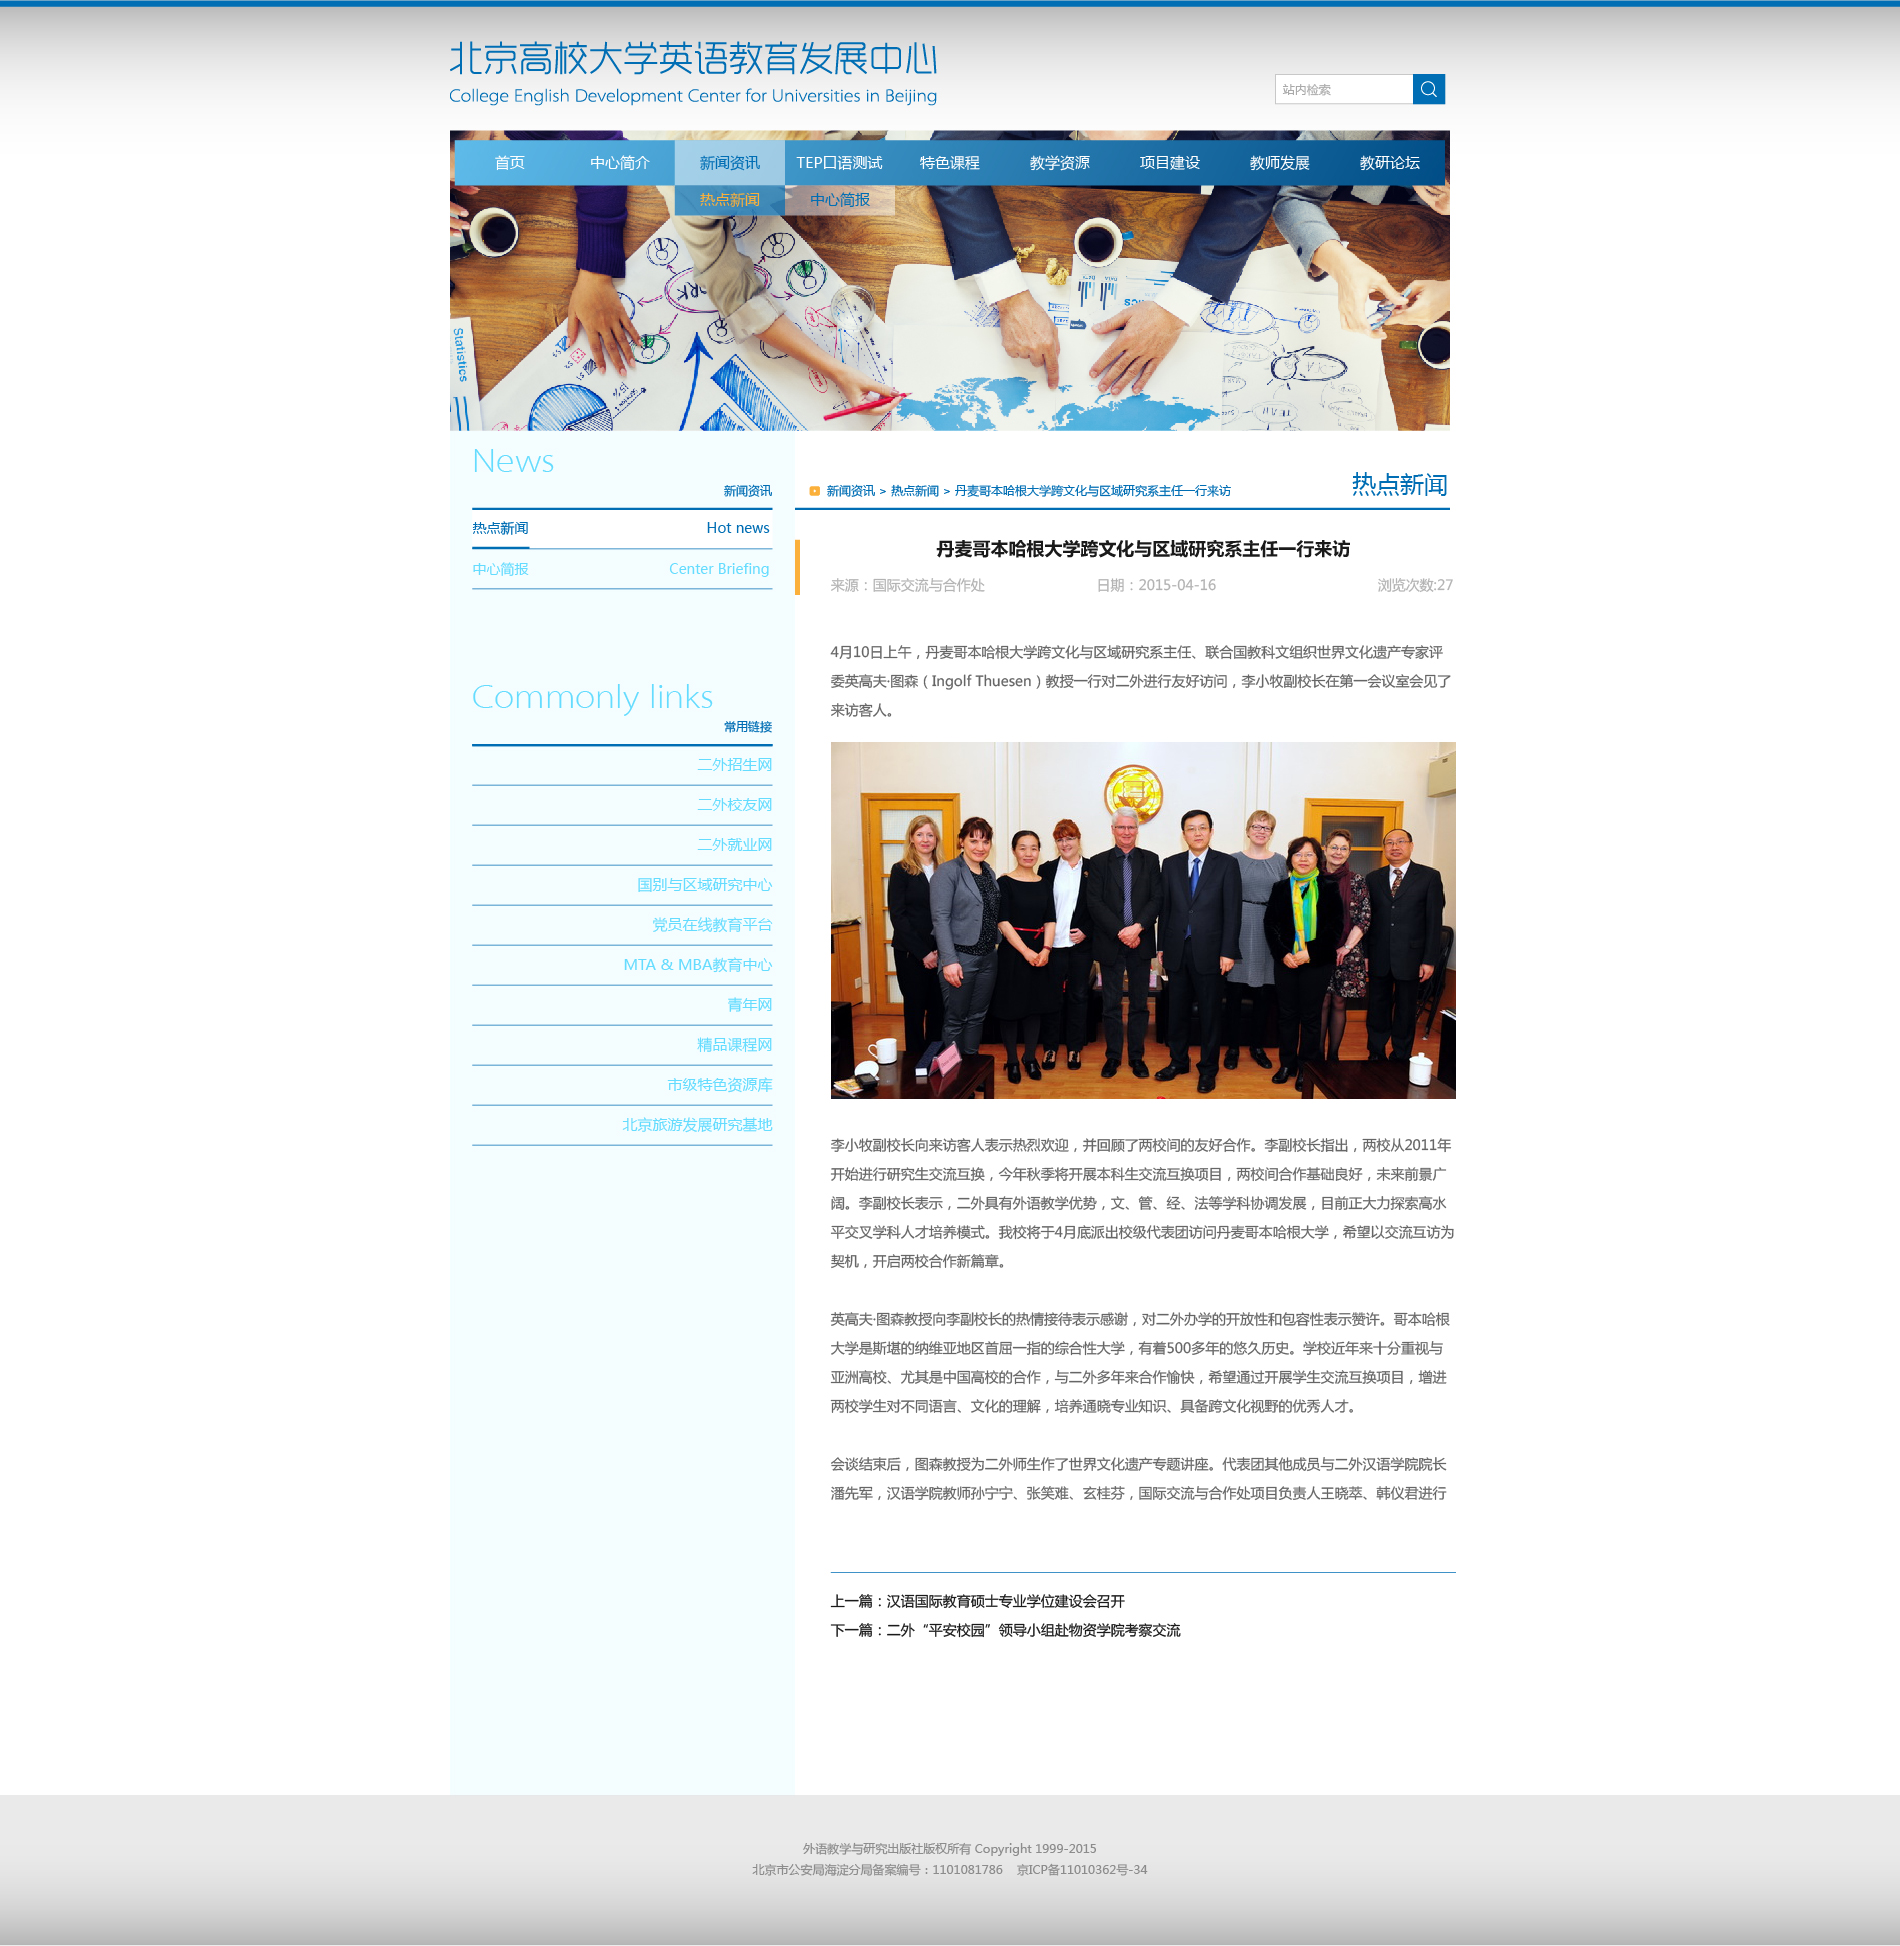 北京高校大学英语教育发展中心
College English Development Center for Universities in Beijing
站内检索
首页 中心简介 新闻资讯 TEP口语测试 特色课程 教学资源 项目建设 教师发展 教研论坛
热点新闻 中心简报
Statistics
News
新闻资讯
热点新闻 Hot news
中心简报 Center Briefing
Commonly links
常用链接
二外招生网
二外校友网
二外就业网
国别与区域研究中心
党员在线教育平台
MTA & MBA教育中心
青年网
精品课程网
市级特色资源库
北京旅游发展研究基地
新闻资讯 > 热点新闻 > 丹麦哥本哈根大学跨文化与区域研究系主任一行来访
热点新闻
丹麦哥本哈根大学跨文化与区域研究系主任一行来访
来源：国际交流与合作处 日期：2015-04-16 浏览次数:27
4月10日上午，丹麦哥本哈根大学跨文化与区域研究系主任、联合国教科文组织世界文化遗产专家评
委英高夫·图森（Ingolf Thuesen）教授一行对二外进行友好访问，李小牧副校长在第一会议室会见了
来访客人。
李小牧副校长向来访客人表示热烈欢迎，并回顾了两校间的友好合作。李副校长指出，两校从2011年
开始进行研究生交流互换，今年秋季将开展本科生交流互换项目，两校间合作基础良好，未来前景广
阔。李副校长表示，二外具有外语教学优势，文、管、经、法等学科协调发展，目前正大力探索高水
平交叉学科人才培养模式。我校将于4月底派出校级代表团访问丹麦哥本哈根大学，希望以交流互访为
契机，开启两校合作新篇章。
英高夫·图森教授向李副校长的热情接待表示感谢，对二外办学的开放性和包容性表示赞许。哥本哈根
大学是斯堪的纳维亚地区首屈一指的综合性大学，有着500多年的悠久历史。学校近年来十分重视与
亚洲高校、尤其是中国高校的合作，与二外多年来合作愉快，希望通过开展学生交流互换项目，增进
两校学生对不同语言、文化的理解，培养通晓专业知识、具备跨文化视野的优秀人才。
会谈结束后，图森教授为二外师生作了世界文化遗产专题讲座。代表团其他成员与二外汉语学院院长
潘先军，汉语学院教师孙宁宁、张笑难、玄桂芬，国际交流与合作处项目负责人王晓萃、韩仪君进行
上一篇：汉语国际教育硕士专业学位建设会召开
下一篇：二外“平安校园”领导小组赴物资学院考察交流
外语教学与研究出版社版权所有 Copyright 1999-2015
北京市公安局海淀分局备案编号：1101081786 京ICP备11010362号-34